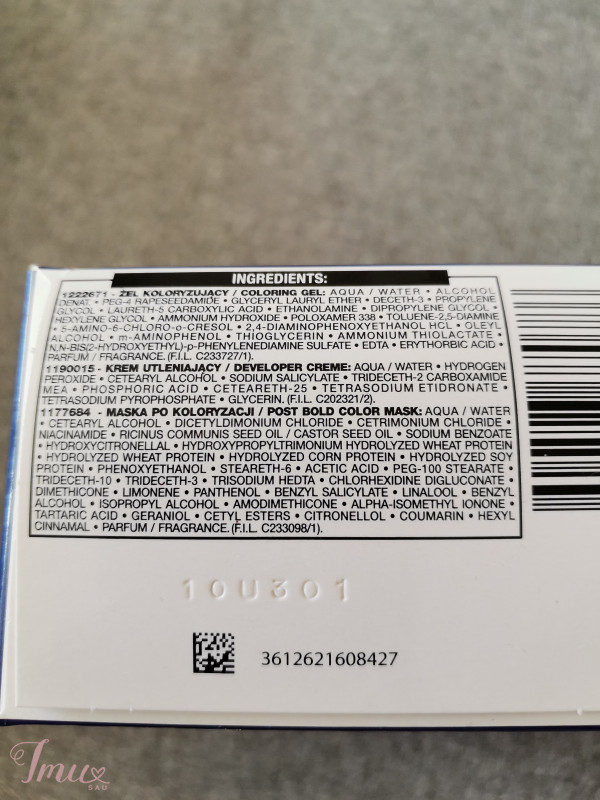 INGREDIENTS:
1222671 - ŻEL KOLORYZUJĄCY / COLORING GEL: AQUA / WATER • ALCOHOL
DENAT. • PEG-4 RAPESEEDAMIDE • GLYCERYL LAURYL ETHER • DECETH-3 • PROPYLENE
GLYCOL • LAURETH-5 CARBOXYLIC ACID • ETHANOLAMINE • DIPROPYLENE GLYCOL •
HEXYLENE GLYCOL • AMMONIUM HYDROXIDE • POLOXAMER 338 • TOLUENE-2,5-DIAMINE
• 5-AMINO-6-CHLORO-o-CRESOL • 2,4-DIAMINOPHENOXYETHANOL HCL • OLEYL
ALCOHOL • m-AMINOPHENOL • THIOGLYCERIN • AMMONIUM THIOLACTATE •
N,N-BIS(2-HYDROXYETHYL)-p-PHENYLENEDIAMINE SULFATE • EDTA • ERYTHORBIC ACID •
PARFUM / FRAGRANCE. (F.I.L. C233727/1).
1190015 - KREM UTLENIAJĄCY / DEVELOPER CREME: AQUA / WATER • HYDROGEN
PEROXIDE • CETEARYL ALCOHOL • SODIUM SALICYLATE • TRIDECETH-2 CARBOXAMIDE
MEA • PHOSPHORIC ACID • CETEARETH-25 • TETRASODIUM ETIDRONATE •
TETRASODIUM PYROPHOSPHATE • GLYCERIN. (F.I.L. C202321/2).
1177684 - MASKA PO KOLORYZACJI / POST BOLD COLOR MASK: AQUA / WATER
• CETEARYL ALCOHOL • DICETYLDIMONIUM CHLORIDE • CETRIMONIUM CHLORIDE •
NIACINAMIDE • RICINUS COMMUNIS SEED OIL / CASTOR SEED OIL • SODIUM BENZOATE
• HYDROXYCITRONELLAL • HYDROXYPROPYLTRIMONIUM HYDROLYZED WHEAT PROTEIN
• HYDROLYZED WHEAT PROTEIN • HYDROLYZED CORN PROTEIN • HYDROLYZED SOY
PROTEIN • PHENOXYETHANOL • STEARETH-6 • ACETIC ACID • PEG-100 STEARATE •
TRIDECETH-10 • TRIDECETH-3 • TRISODIUM HEDTA • CHLORHEXIDINE DIGLUCONATE •
DIMETHICONE • LIMONENE • PANTHENOL • BENZYL SALICYLATE • LINALOOL • BENZYL
ALCOHOL • ISOPROPYL ALCOHOL • AMODIMETHICONE • ALPHA-ISOMETHYL IONONE •
TARTARIC ACID • GERANIOL • CETYL ESTERS • CITRONELLOL • COUMARIN • HEXYL
CINNAMAL • PARFUM / FRAGRANCE.(F.I.L. C233098/1).
10U301
3612621608427
Imu
SAU